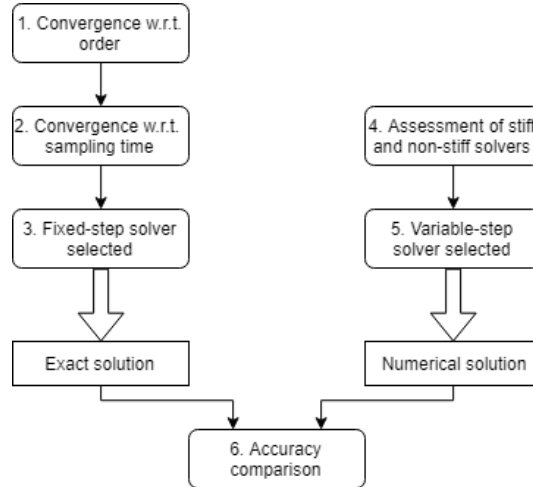 1. Convergence w.r.t.
order
2. Convergence w.r.t.
sampling time
3. Fixed-step solver
selected
Exact solution
4. Assessment of stiff
and non-stiff solvers
5. Variable-step
solver selected
Numerical solution
6. Accuracy
comparison